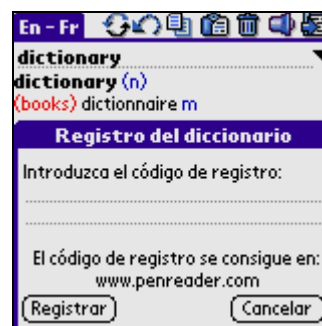 En - Fr
dictionary
dictionary (n)
(books) dictionnaire m
Registro del diccionario
Introduzca el código de registro:
El código de registro se consigue en:
www.penreader.com
Registrar Cancelar